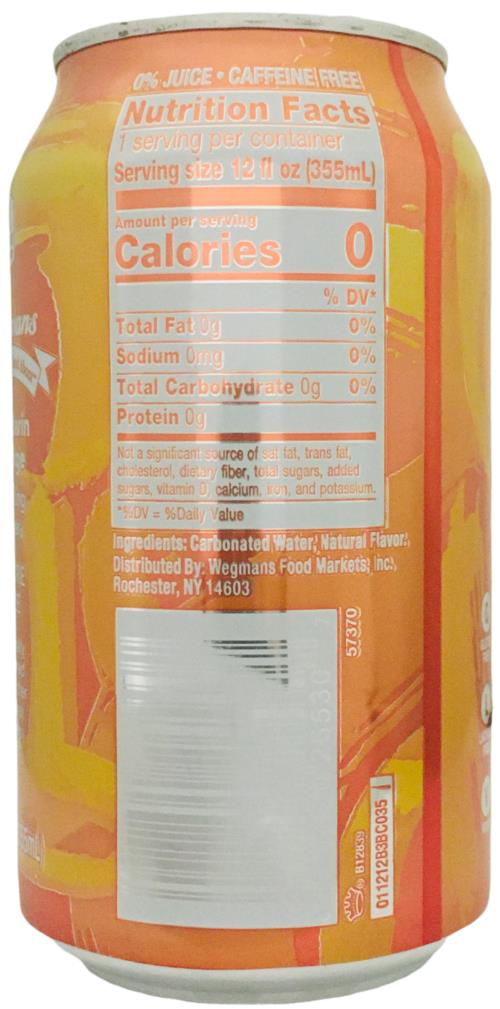 0% JUICE • CAFFEINE FREE
Nutrition Facts
1 serving per container
Serving size 12 fl oz (355mL)
Amount per serving
Calories 0
% DV*
Total Fat 0g 0%
Sodium 0mg 0%
Total Carbohydrate 0g 0%
Protein 0g
Not a significant source of sat fat, trans fat,
cholesterol, dietary fiber, total sugars, added
sugars, vitamin D, calcium, iron, and potassium.
*%DV = %Daily Value
Ingredients: Carbonated Water, Natural Flavor.
Distributed By: Wegmans Food Markets, Inc.,
Rochester, NY 14603
57370
B12839
011212B3BC035